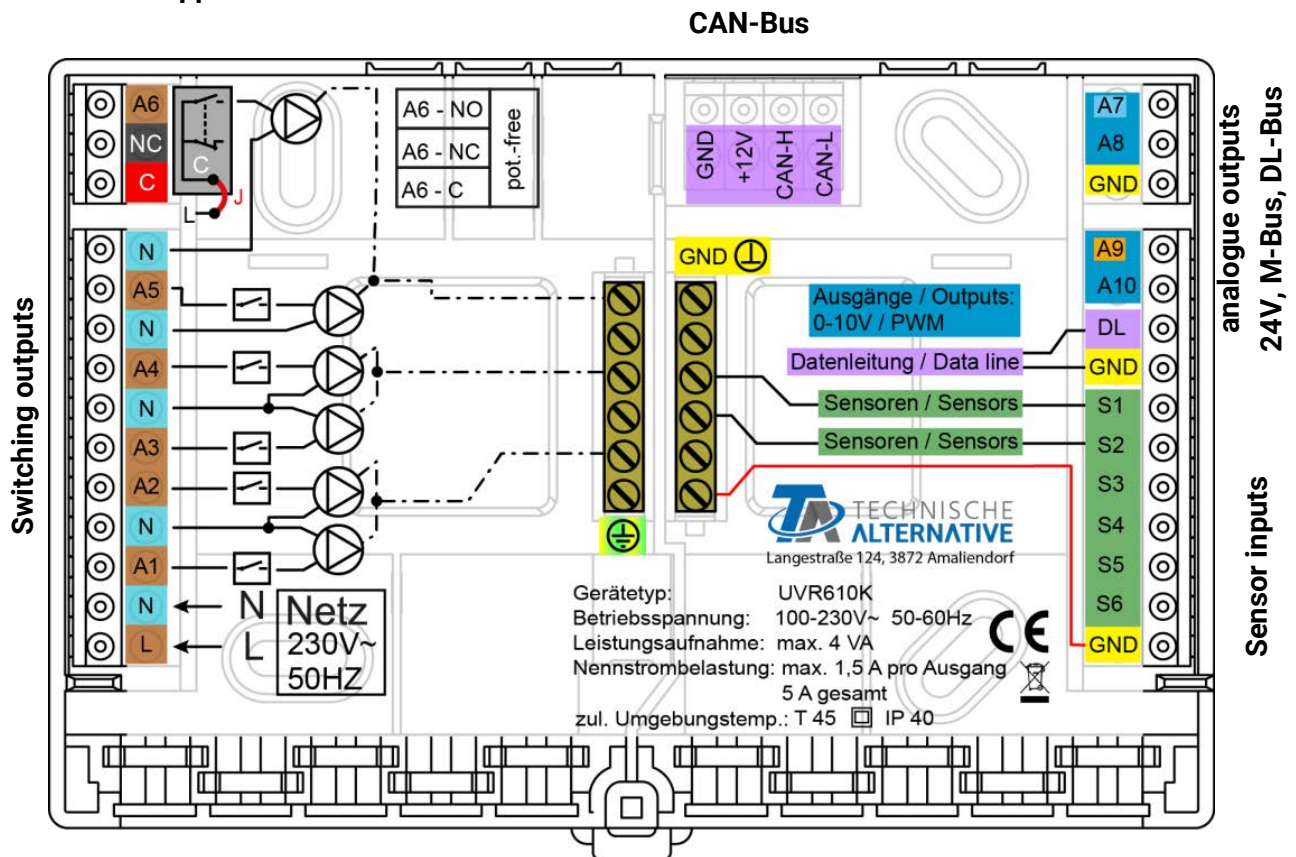 CAN-Bus
A6
NC
C
C
J
L
A6 - NO
A6 - NC
A6 - C
pot.-free
GND
+12V
CAN-H
CAN-L
A7
A8
GND
analogue outputs
24V, M-Bus, DL-Bus
Switching outputs
N
A5
N
A4
N
A3
A2
N
A1
N
L
N
L
Netz
230V~
50HZ
GND
Ausgänge / Outputs:
0-10V / PWM
Datenleitung / Data line
Sensoren / Sensors
Sensoren / Sensors
A9
A10
DL
GND
S1
S2
S3
S4
S5
S6
GND
Sensor inputs
TA TECHNISCHE
ALTERNATIVE
Langestraße 124, 3872 Amaliendorf
Gerätetyp: UVR610K
Betriebsspannung: 100-230V~ 50-60Hz
Leistungsaufnahme: max. 4 VA
Nennstrombelastung: max. 1,5 A pro Ausgang
5 A gesamt
zul. Umgebungstemp.: T 45 IP 40
CE